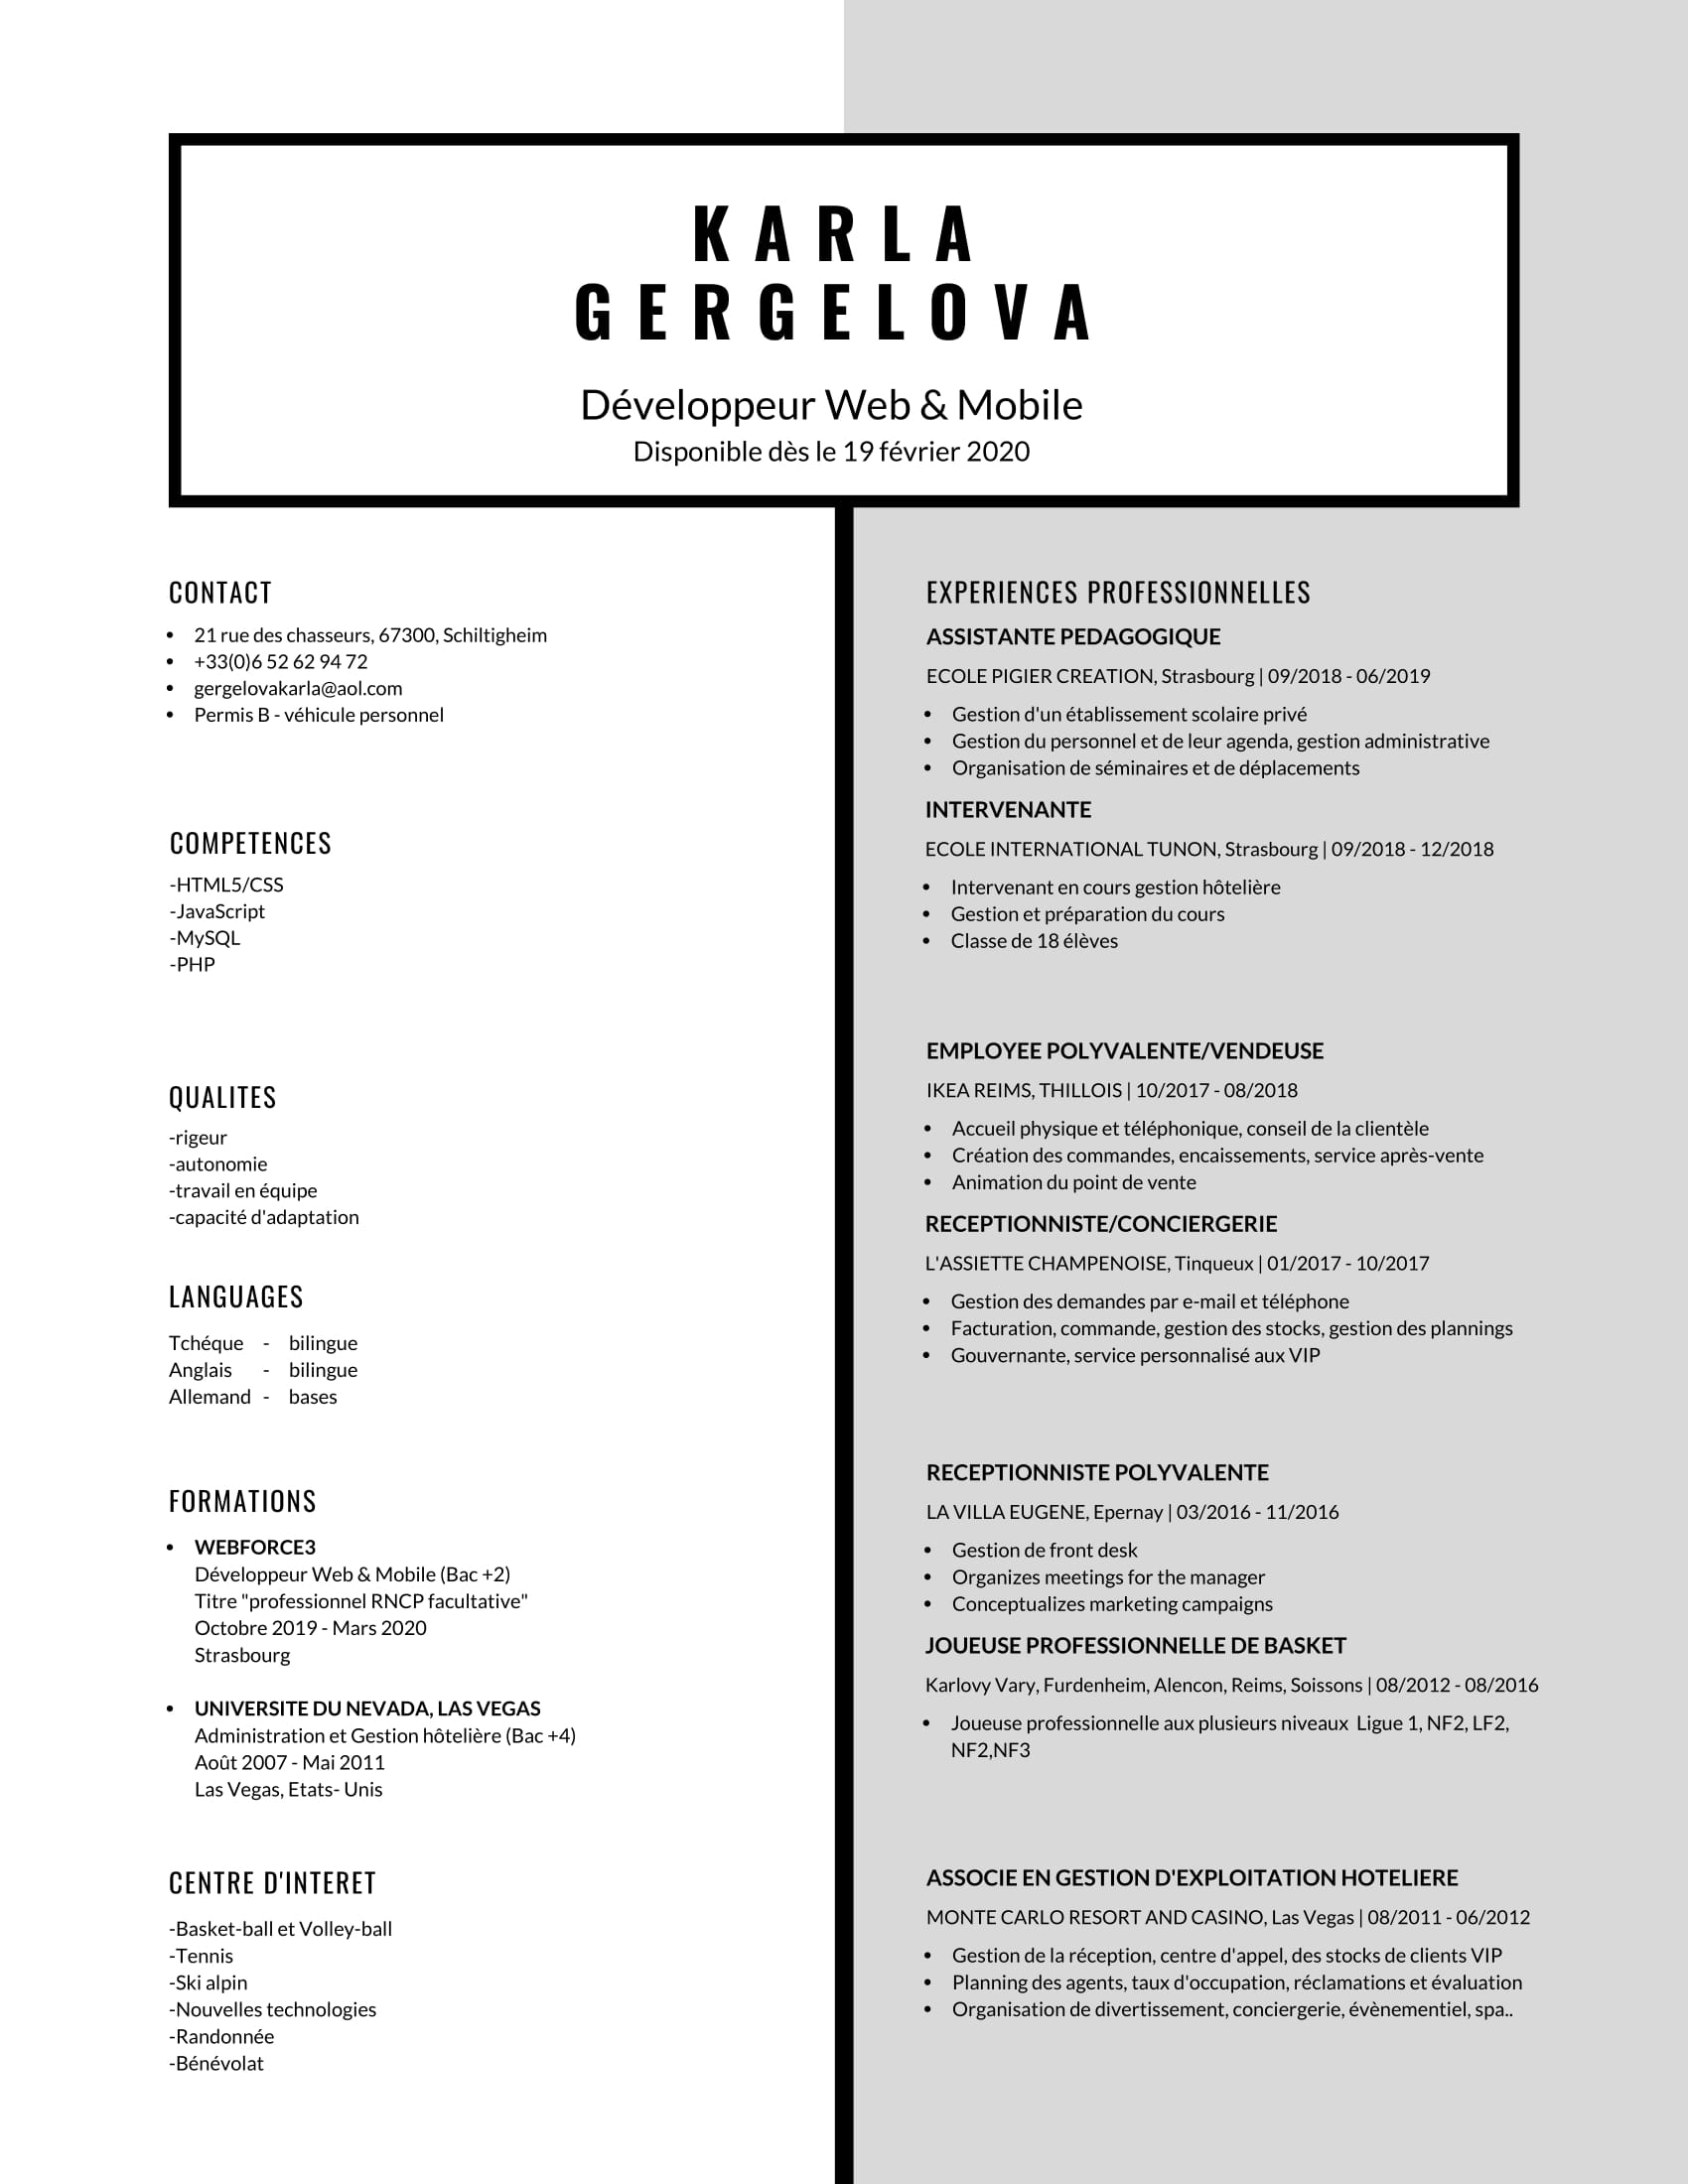 KARLA
GERGELOVA
Développeur Web & Mobile
Disponible dès le 19 février 2020
CONTACT
• 21 rue des chasseurs, 67300, Schiltigheim
• +33(0)6 52 62 94 72
• gergelovakarla@aol.com
• Permis B - véhicule personnel
COMPETENCES
-HTML5/CSS
-JavaScript
-MySQL
-PHP
QUALITES
-rigeur
-autonomie
-travail en équipe
-capacité d'adaptation
LANGUAGES
Tchéque - bilingue
Anglais - bilingue
Allemand - bases
FORMATIONS
• WEBFORCE3
Développeur Web & Mobile (Bac +2)
Titre "professionnel RNCP facultative"
Octobre 2019 - Mars 2020
Strasbourg
• UNIVERSITE DU NEVADA, LAS VEGAS
Administration et Gestion hôtelière (Bac +4)
Août 2007 - Mai 2011
Las Vegas, Etats- Unis
CENTRE D'INTERET
-Basket-ball et Volley-ball
-Tennis
-Ski alpin
-Nouvelles technologies
-Randonnée
-Bénévolat
EXPERIENCES PROFESSIONNELLES
ASSISTANTE PEDAGOGIQUE
ECOLE PIGIER CREATION, Strasbourg | 09/2018 - 06/2019
• Gestion d'un établissement scolaire privé
• Gestion du personnel et de leur agenda, gestion administrative
• Organisation de séminaires et de déplacements
INTERVENANTE
ECOLE INTERNATIONAL TUNON, Strasbourg | 09/2018 - 12/2018
• Intervenant en cours gestion hôtelière
• Gestion et préparation du cours
• Classe de 18 élèves
EMPLOYEE POLYVALENTE/VENDEUSE
IKEA REIMS, THILLOIS | 10/2017 - 08/2018
• Accueil physique et téléphonique, conseil de la clientèle
• Création des commandes, encaissements, service après-vente
• Animation du point de vente
RECEPTIONNISTE/CONCIERGERIE
L'ASSIETTE CHAMPENOISE, Tinqueux | 01/2017 - 10/2017
• Gestion des demandes par e-mail et téléphone
• Facturation, commande, gestion des stocks, gestion des plannings
• Gouvernante, service personnalisé aux VIP
RECEPTIONNISTE POLYVALENTE
LA VILLA EUGENE, Epernay | 03/2016 - 11/2016
• Gestion de front desk
• Organizes meetings for the manager
• Conceptualizes marketing campaigns
JOUEUSE PROFESSIONNELLE DE BASKET
Karlovy Vary, Furdenheim, Alencon, Reims, Soissons | 08/2012 - 08/2016
• Joueuse professionnelle aux plusieurs niveaux Ligue 1, NF2, LF2,
NF2,NF3
ASSOCIE EN GESTION D'EXPLOITATION HOTELIERE
MONTE CARLO RESORT AND CASINO, Las Vegas | 08/2011 - 06/2012
• Gestion de la réception, centre d'appel, des stocks de clients VIP
• Planning des agents, taux d'occupation, réclamations et évaluation
• Organisation de divertissement, conciergerie, évènementiel, spa..